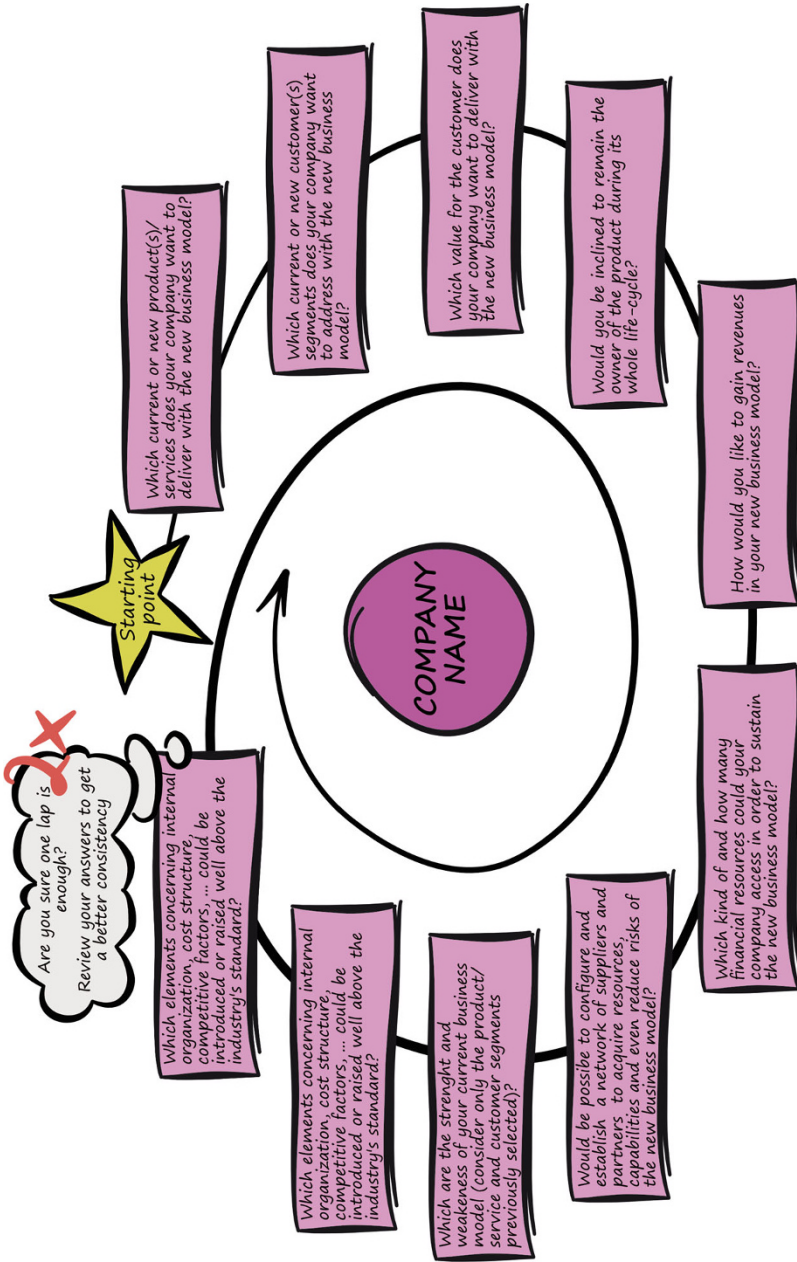 Starting
point
Which current or new product(s)/
services does your company want to
deliver with the new business model?
Which current or new customer(s)
segments does your company want
to address with the new business
model?
Which value for the customer does
your company want to deliver with
the new business model?
Would you be inclined to remain the
owner of the product during its
whole life-cycle?
How would you like to gain revenues
in your new business model?
Which kind of and how many
financial resources could your
company access in order to sustain
the new business model?
Would be possibe to configure and
establish a network of suppliers and
partners to acquire resources,
capabilities and even reduce risks of
the new business model?
Which are the strenght and
weakeness of your current business
model (consider only the product/
service and customer segments
previously selected)?
Which elements concerning internal
organization, cost structure,
competitive factors, ... could be
introduced or raised well above the
industry's standard?
Which elements concerning internal
organization, cost structure,
competitive factors, ... could be
introduced or raised well above the
industry's standard?
Are you sure one lap is
enough?
Review your answers to get
a better consistency
2x
COMPANY
NAME